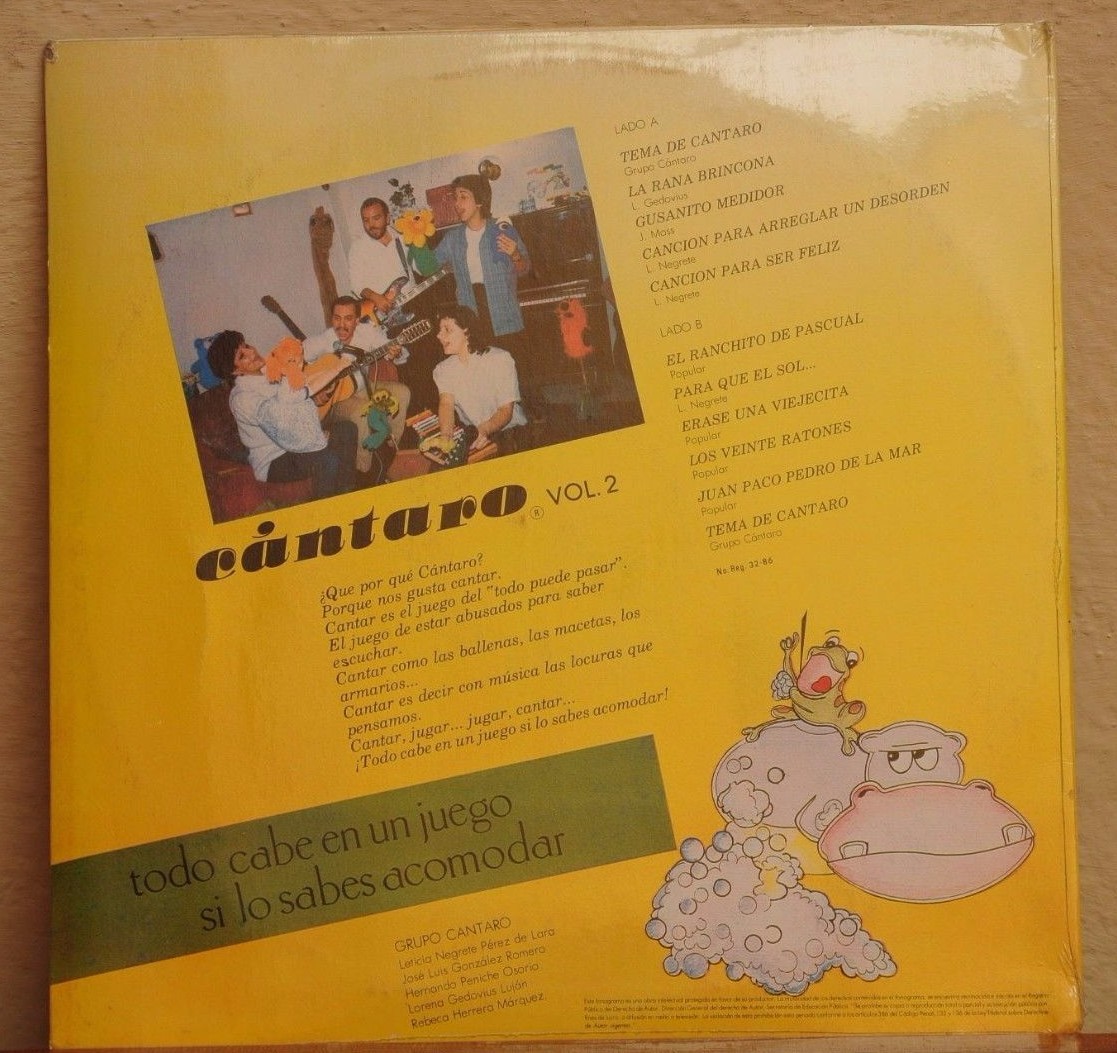 LADO A
TEMA DE CANTARO
Grupo Cántaro
LA RANA BRINCONA
L. Gedovius
GUSANITO MEDIDOR
J. Moss
CANCION PARA ARREGLAR UN DESORDEN
L. Negrete
CANCION PARA SER FELIZ
L. Negrete
LADO B
EL RANCHITO DE PASCUAL
Popular
PARA QUE EL SOL...
L. Negrete
ERASE UNA VIEJECITA
Popular
LOS VEINTE RATONES
Popular
JUAN PACO PEDRO DE LA MAR
Popular
TEMA DE CANTARO
Grupo Cántaro
No. Reg. 32-86
cántaro ® VOL. 2
¿Que por qué Cántaro?
Porque nos gusta cantar.
Cantar es el juego del "todo puede pasar".
El juego de estar abusados para saber
escuchar.
Cantar como las ballenas, las macetas, los
armarios...
Cantar es decir con música las locuras que
pensamos.
Cantar, jugar... jugar, cantar...
¡Todo cabe en un juego si lo sabes acomodar!
todo cabe en un juego
si lo sabes acomodar
GRUPO CANTARO
Leticia Negrete Pérez de Lara
José Luis González Romero
Hernando Peniche Osorio
Lorena Gedovius Luján
Rebeca Herrera Márquez.